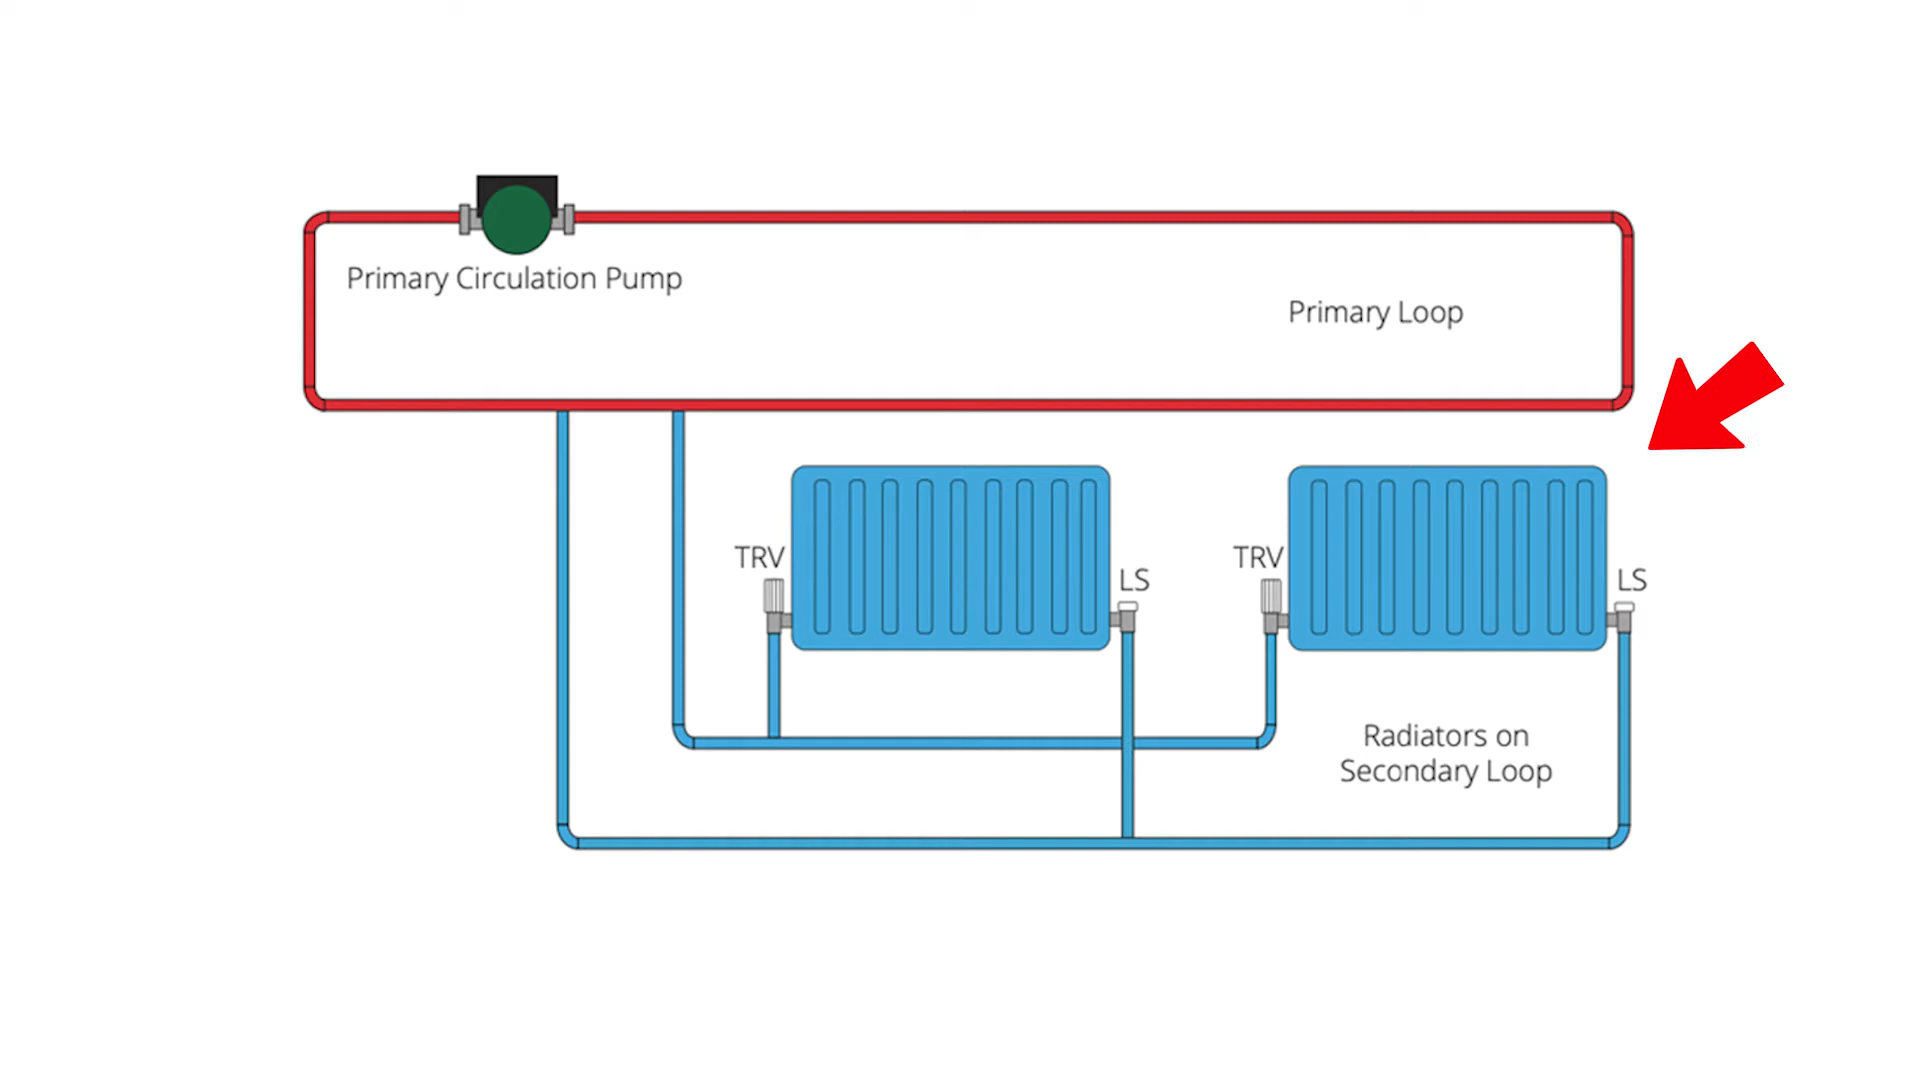 Primary Circulation Pump
Primary Loop
TRV
LS
TRV
LS
Radiators on
Secondary Loop